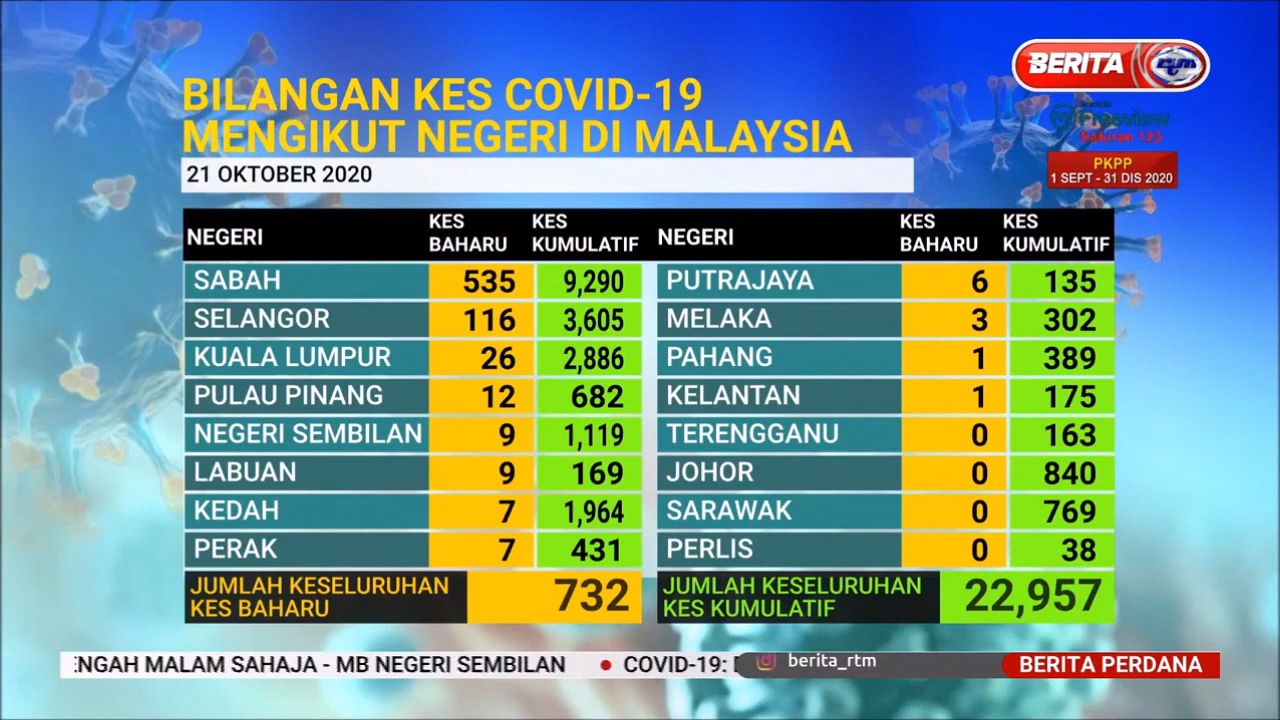 BERITA rtm
BILANGAN KES COVID-19
MENGIKUT NEGERI DI MALAYSIA
Freeview
Saluran 123
21 OKTOBER 2020
PKPP
1 SEPT - 31 DIS 2020
NEGERI KES BAHARU KES KUMULATIF NEGERI KES BAHARU KES KUMULATIF
SABAH 535 9,290 PUTRAJAYA 6 135
SELANGOR 116 3,605 MELAKA 3 302
KUALA LUMPUR 26 2,886 PAHANG 1 389
PULAU PINANG 12 682 KELANTAN 1 175
NEGERI SEMBILAN 9 1,119 TERENGGANU 0 163
LABUAN 9 169 JOHOR 0 840
KEDAH 7 1,964 SARAWAK 0 769
PERAK 7 431 PERLIS 0 38
JUMLAH KESELURUHAN KES BAHARU 732 JUMLAH KESELURUHAN KES KUMULATIF 22,957
ENGAH MALAM SAHAJA - MB NEGERI SEMBILAN • COVID-19: berita_rtm BERITA PERDANA